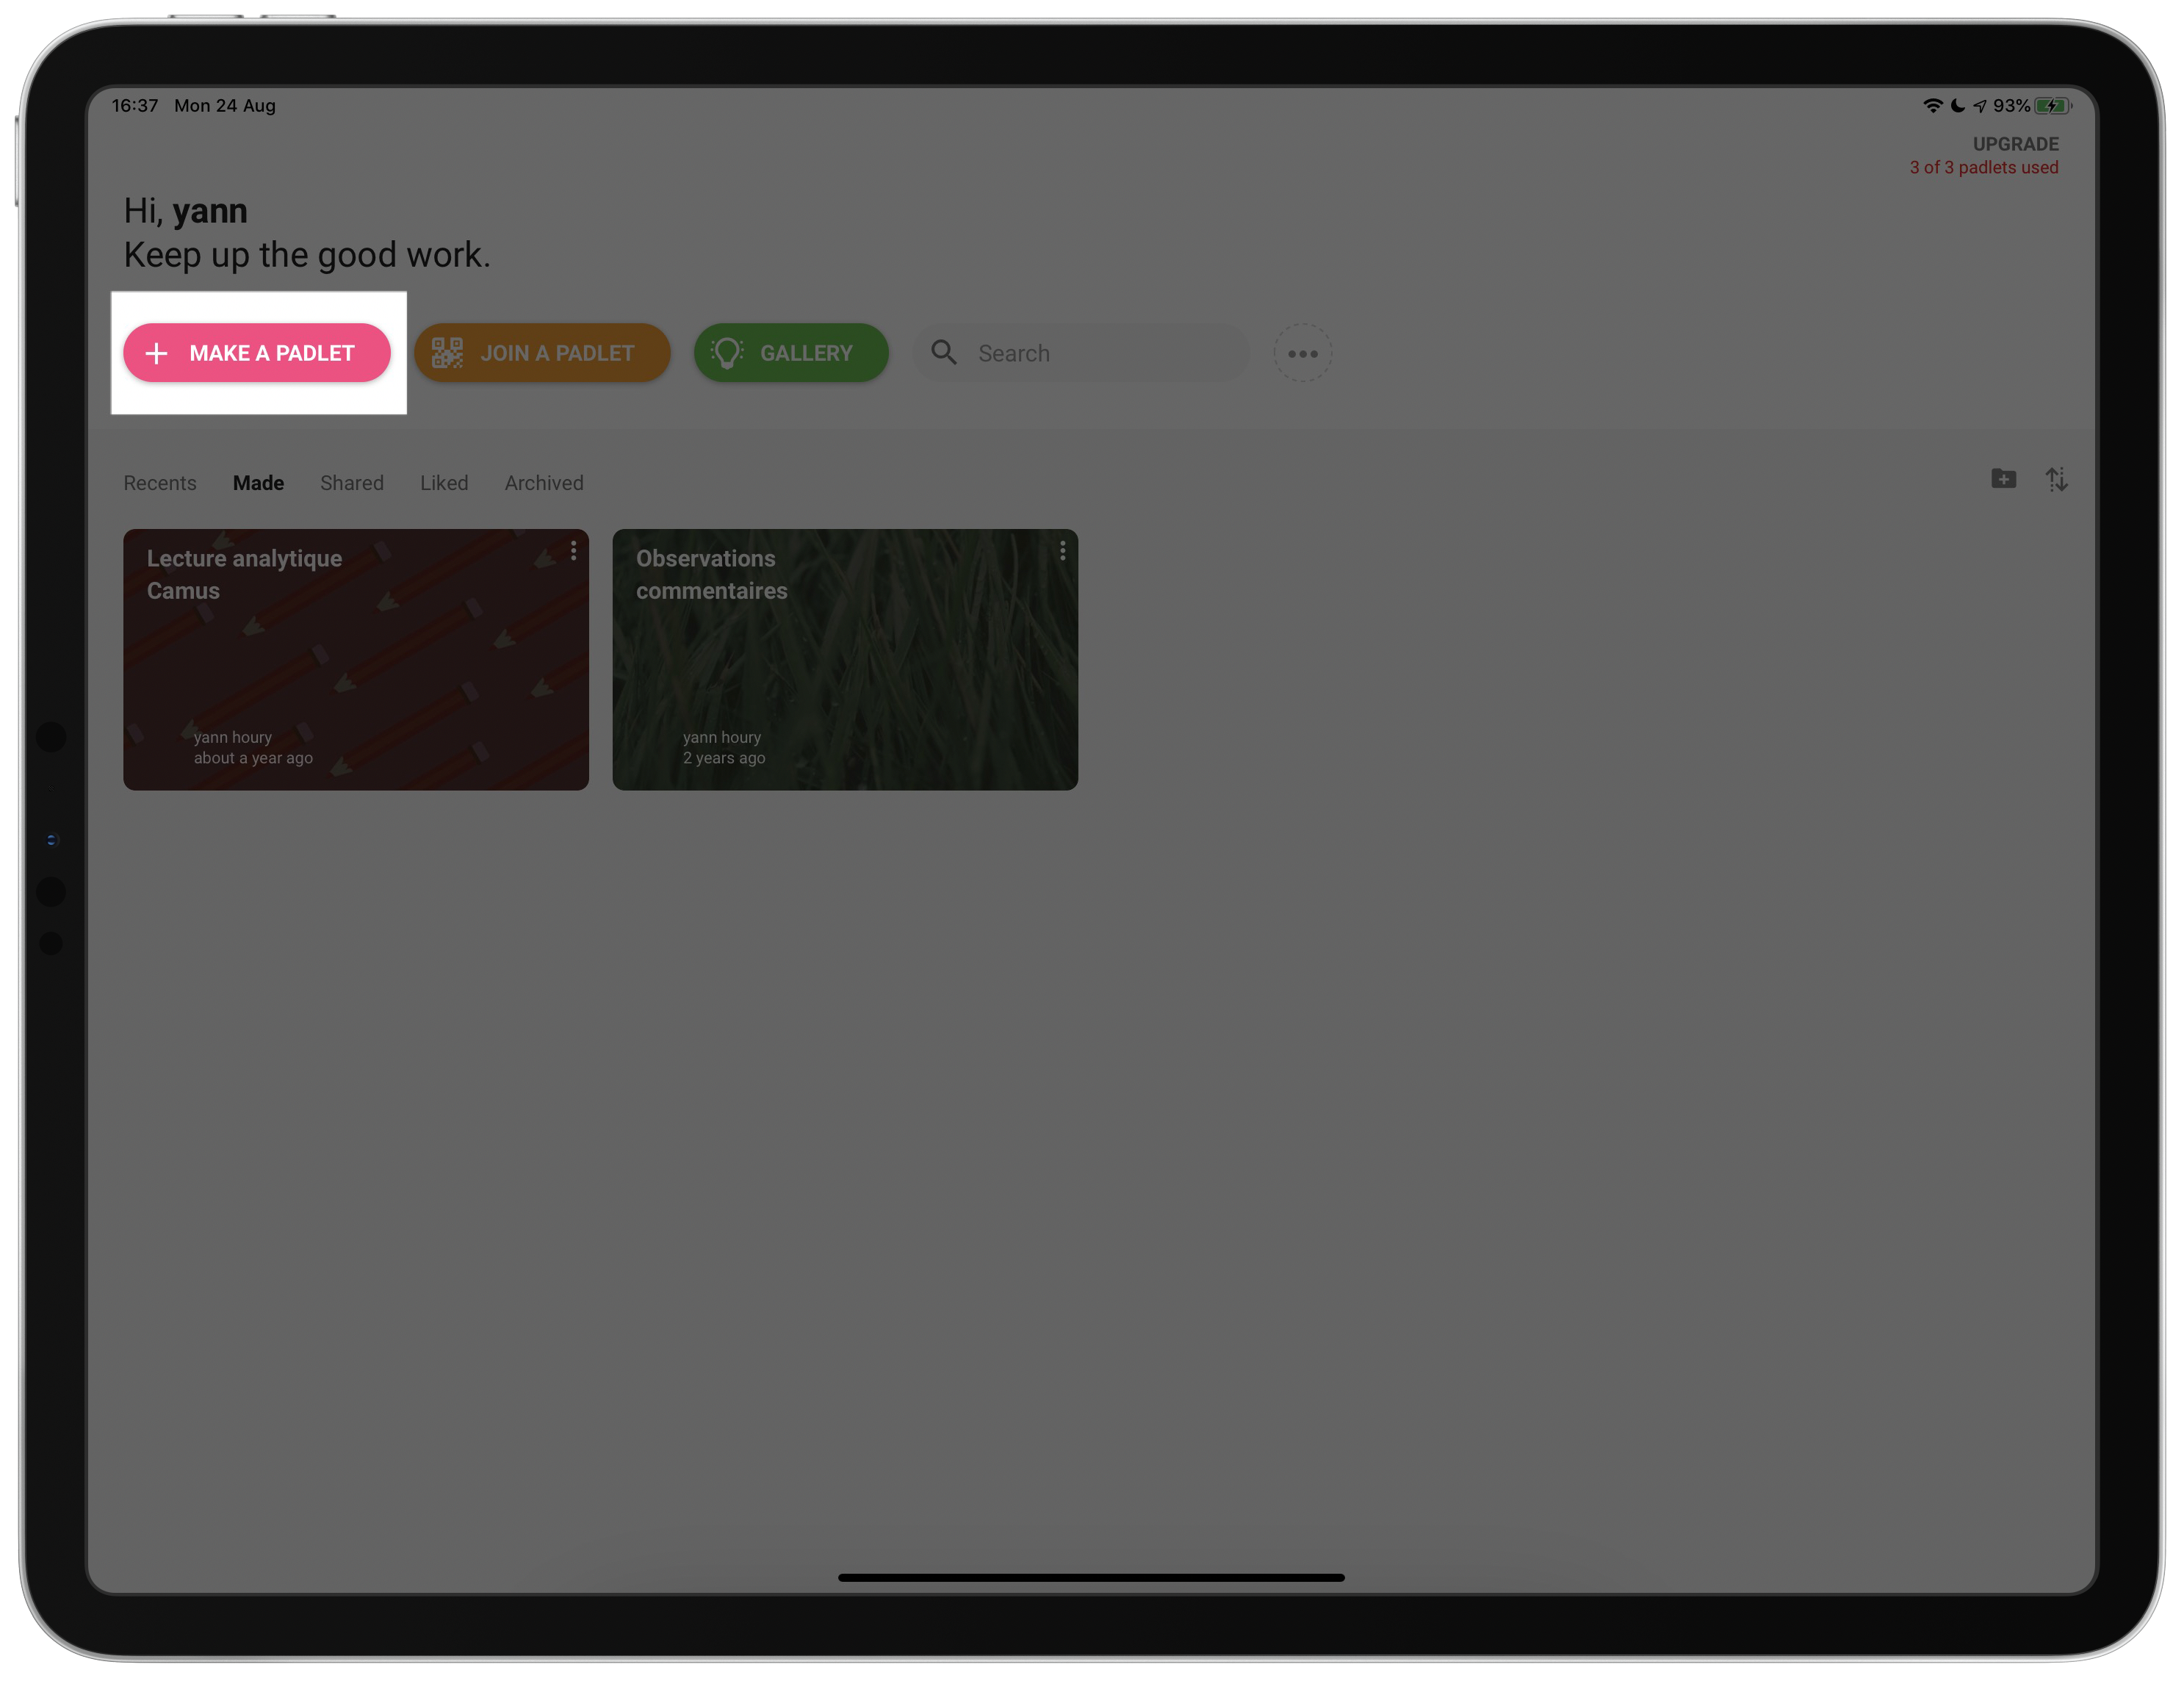 16:37 Mon 24 Aug
93%
UPGRADE
3 of 3 padlets used
Hi, yann
Keep up the good work.
MAKE A PADLET
JOIN A PADLET
GALLERY
Search
Recents
Made
Shared
Liked
Archived
Lecture analytique
Camus
yann houry
about a year ago
Observations
commentaires
yann houry
2 years ago